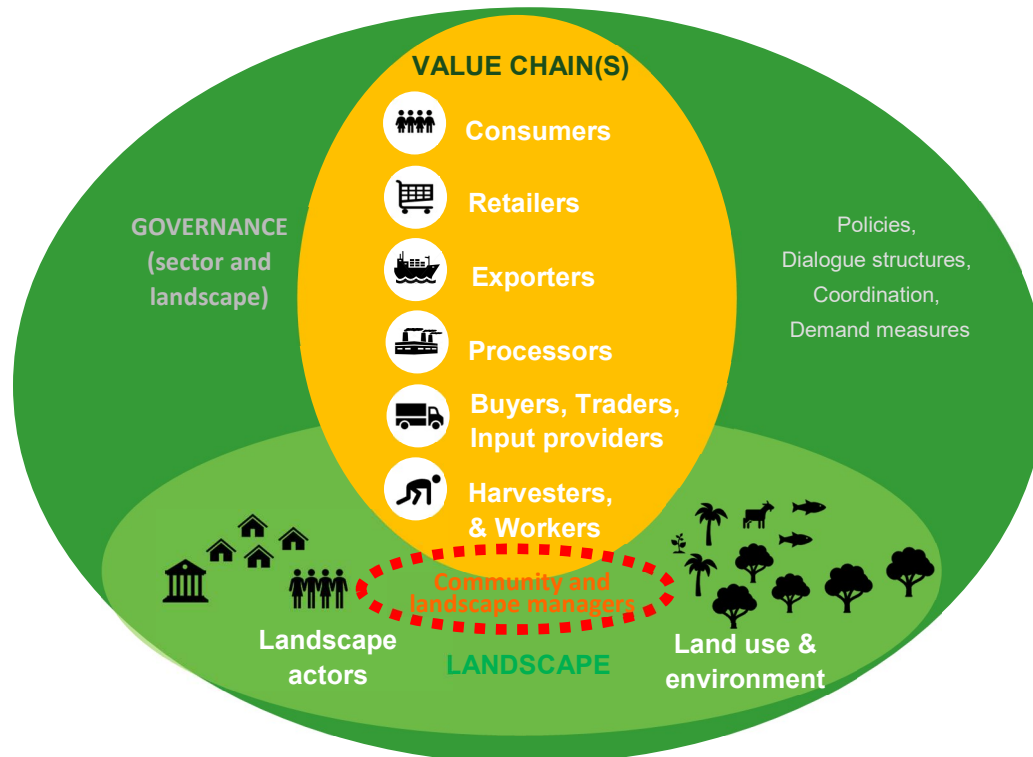 VALUE CHAIN(S)
Consumers
Retailers
GOVERNANCE
(sector and
landscape)
Policies,
Dialogue structures,
Coordination,
Demand measures
Exporters
Processors
Buyers, Traders,
Input providers
Harvesters,
& Workers
Community and
landscape managers
Landscape
actors
LANDSCAPE
Land use &
environment